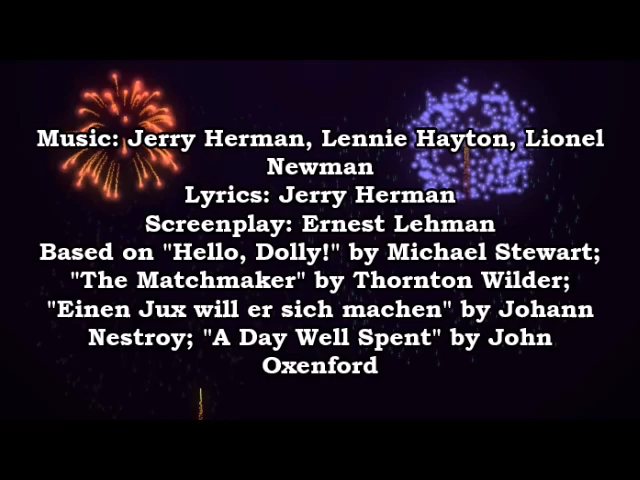 Music: Jerry Herman, Lennie Hayton, Lionel
Newman
Lyrics: Jerry Herman
Screenplay: Ernest Lehman
Based on "Hello, Dolly!" by Michael Stewart;
"The Matchmaker" by Thornton Wilder;
"Einen Jux will er sich machen" by Johann
Nestroy; "A Day Well Spent" by John
Oxenford